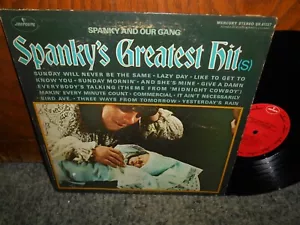 mercury
MERCURY STEREO SR 61227
SPANKY AND OUR GANG
Spanky's Greatest Hit(s)
SUNDAY WILL NEVER BE THE SAME - LAZY DAY - LIKE TO GET TO
KNOW YOU - SUNDAY MORNIN' - AND SHE'S MINE - GIVE A DAMN
EVERYBODY'S TALKING (THEME FROM 'MIDNIGHT COWBOY')
MAKIN' EVERY MINUTE COUNT - COMMERCIAL - IT AIN'T NECESSARILY
BIRD AVE. - THREE WAYS FROM TOMORROW - YESTERDAY'S RAIN